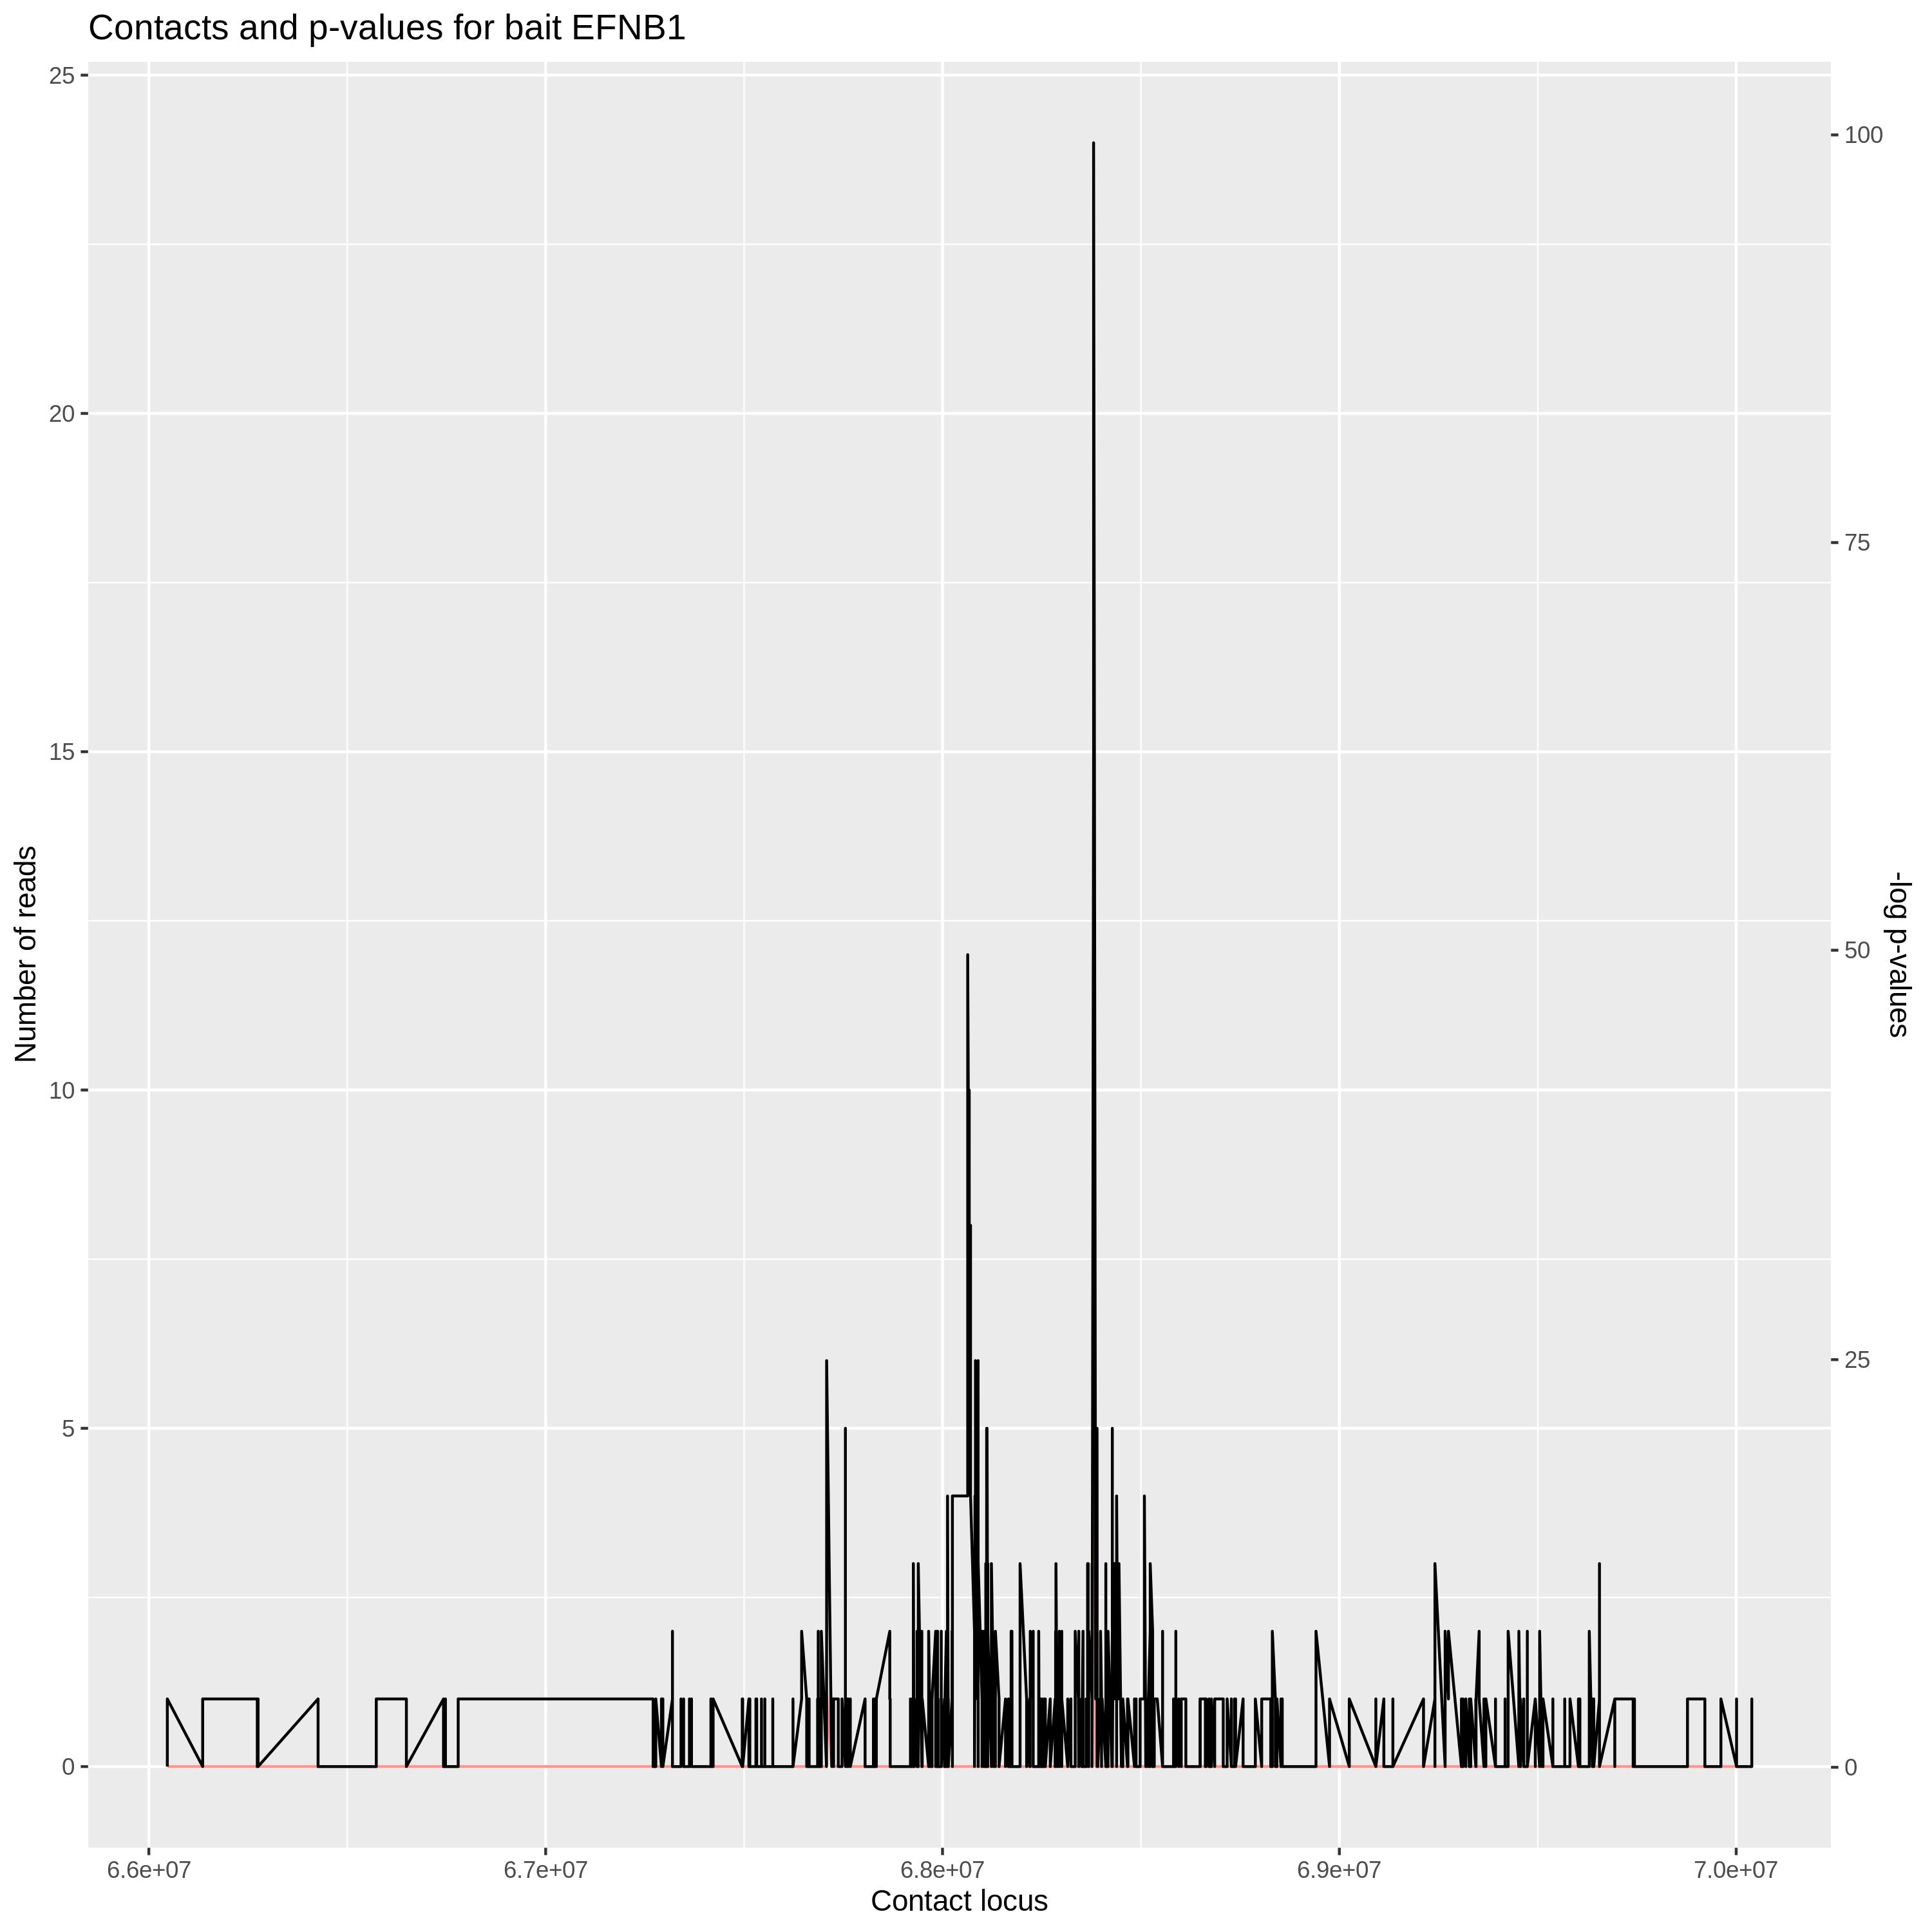 Contacts and p-values for bait EFNB1
25
20
15
10
5
0
Number of reads
100
75
50
25
0
-log p-values
6.6e+07 6.7e+07 6.8e+07 6.9e+07 7.0e+07
Contact locus